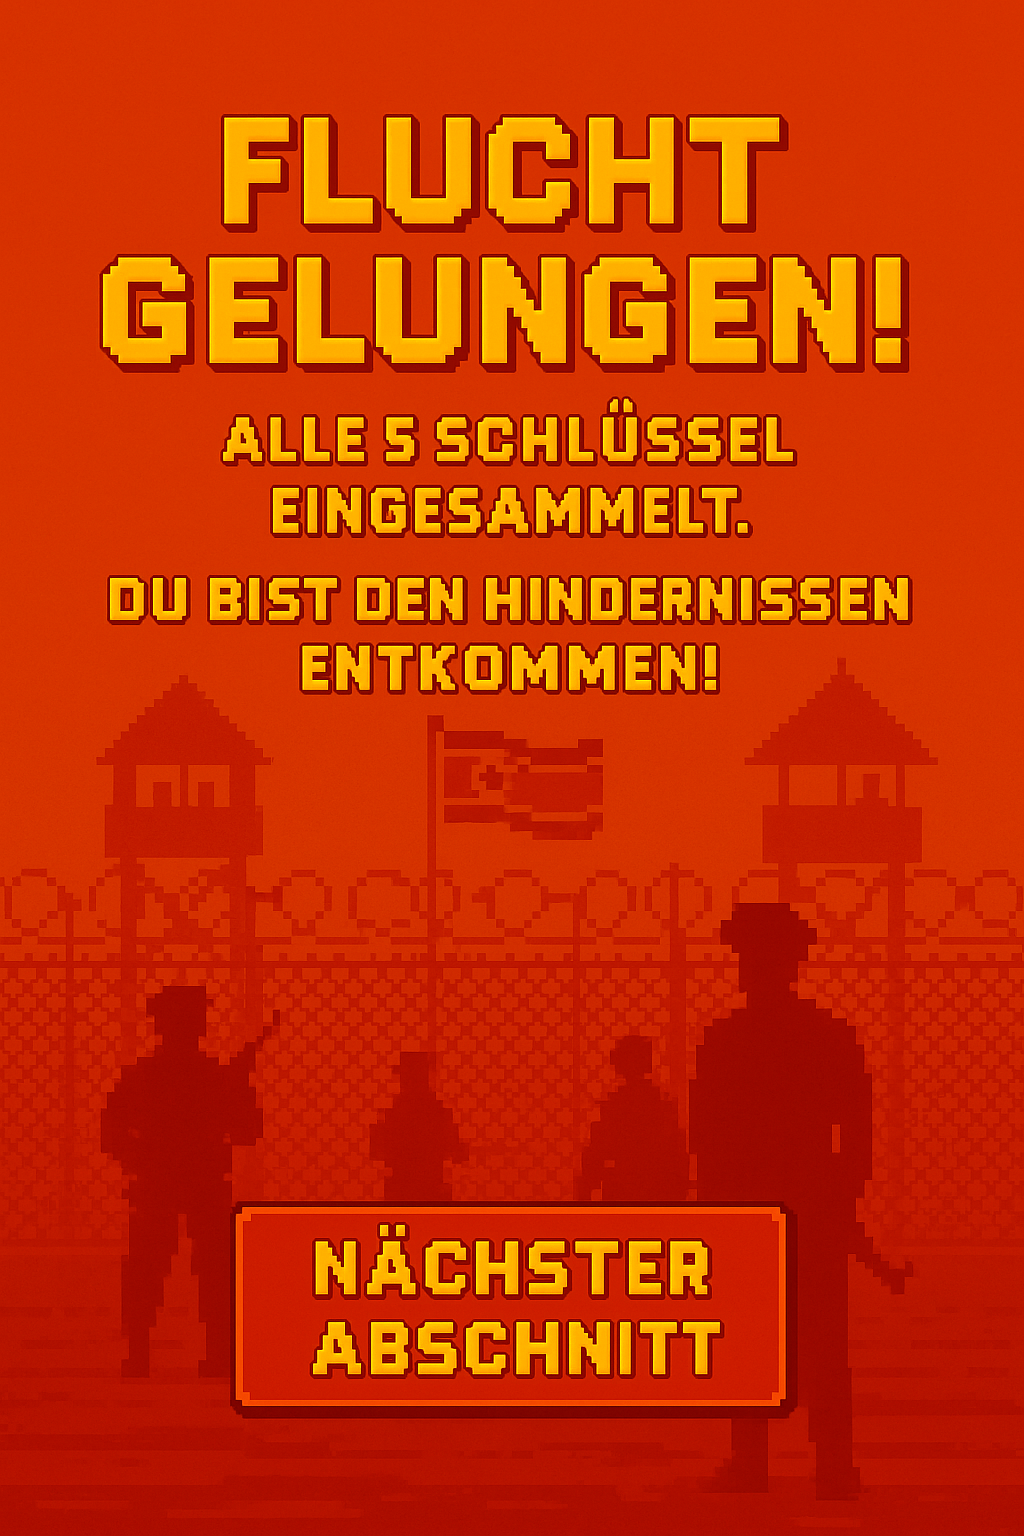 FLUCHT
GELUNGEN!
ALLE 5 SCHLÜSSEL
EINGESAMMELT.
DU BIST DEN HINDERNISSEN
ENTKOMMEN!
NÄCHSTER
ABSCHNITT